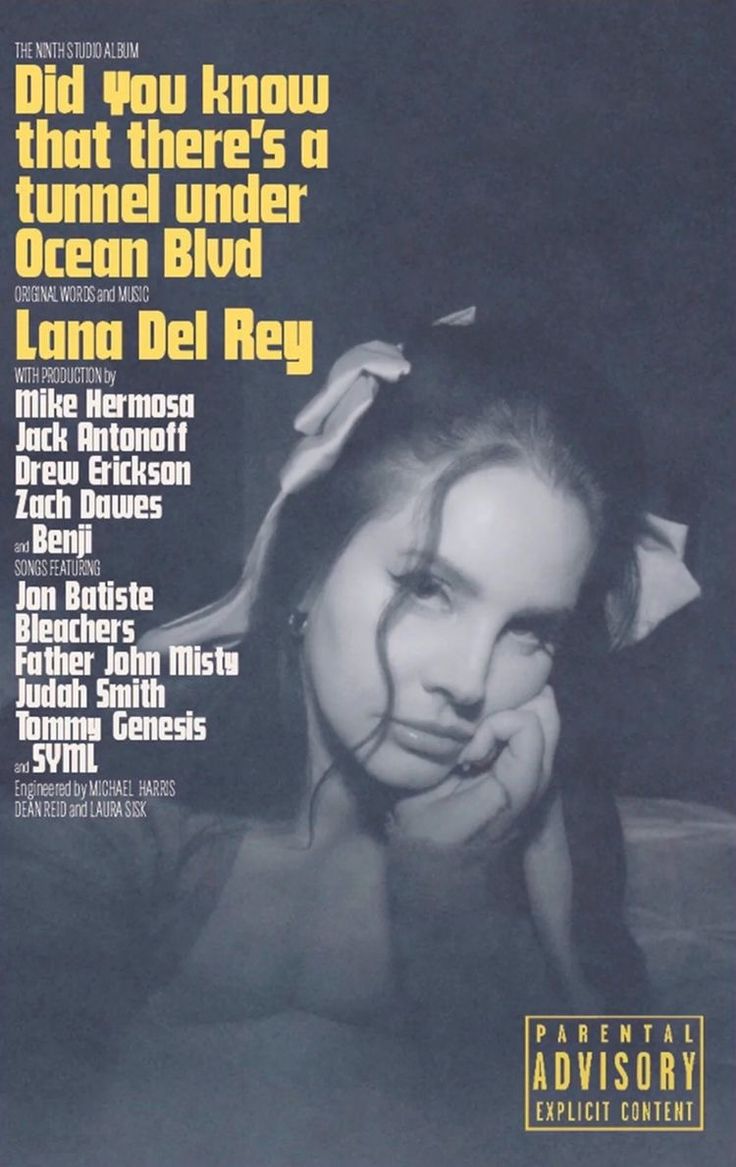 THE NINTH STUDIO ALBUM
Did you know
that there's a
tunnel under
Ocean Blvd
ORIGINAL WORDS and MUSIC
Lana Del Rey
WITH PRODUCTION by
Mike Hermosa
Jack Antonoff
Drew Erickson
Zach Dawes
and Benji
SONGS FEATURING
Jon Batiste
Bleachers
Father John Misty
Judah Smith
Tommy Genesis
and SYML
Engineered by MICHAEL HARRIS
DEAN REID and LAURA SISK
PARENTAL
ADVISORY
EXPLICIT CONTENT